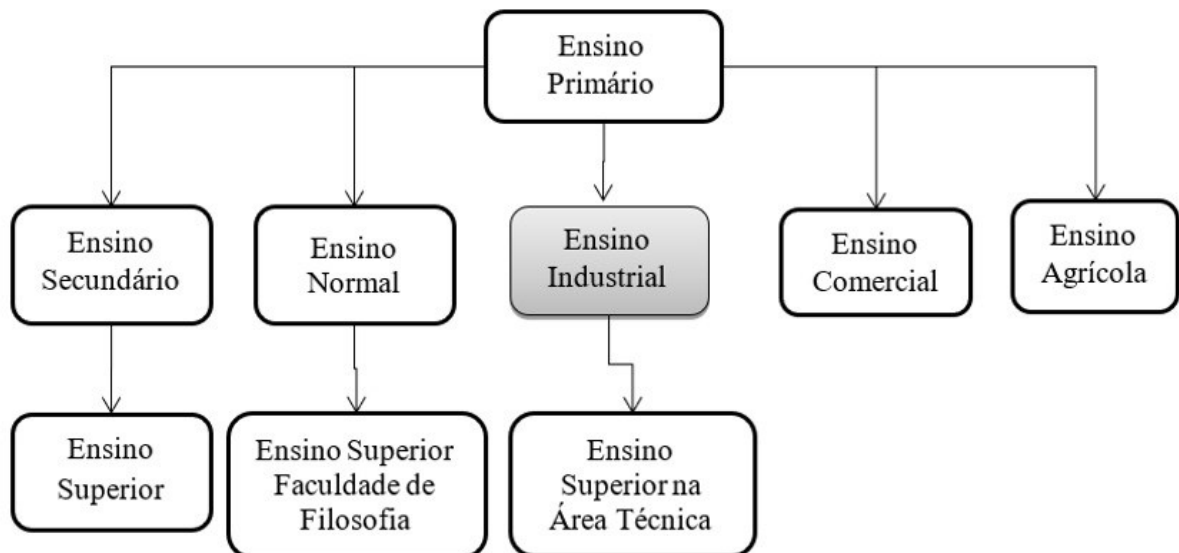 Ensino
Primário
Ensino
Secundário
Ensino
Normal
Ensino
Industrial
Ensino
Comercial
Ensino
Agrícola
Ensino
Superior
Ensino Superior
Faculdade de
Filosofia
Ensino
Superior na
Área Técnica